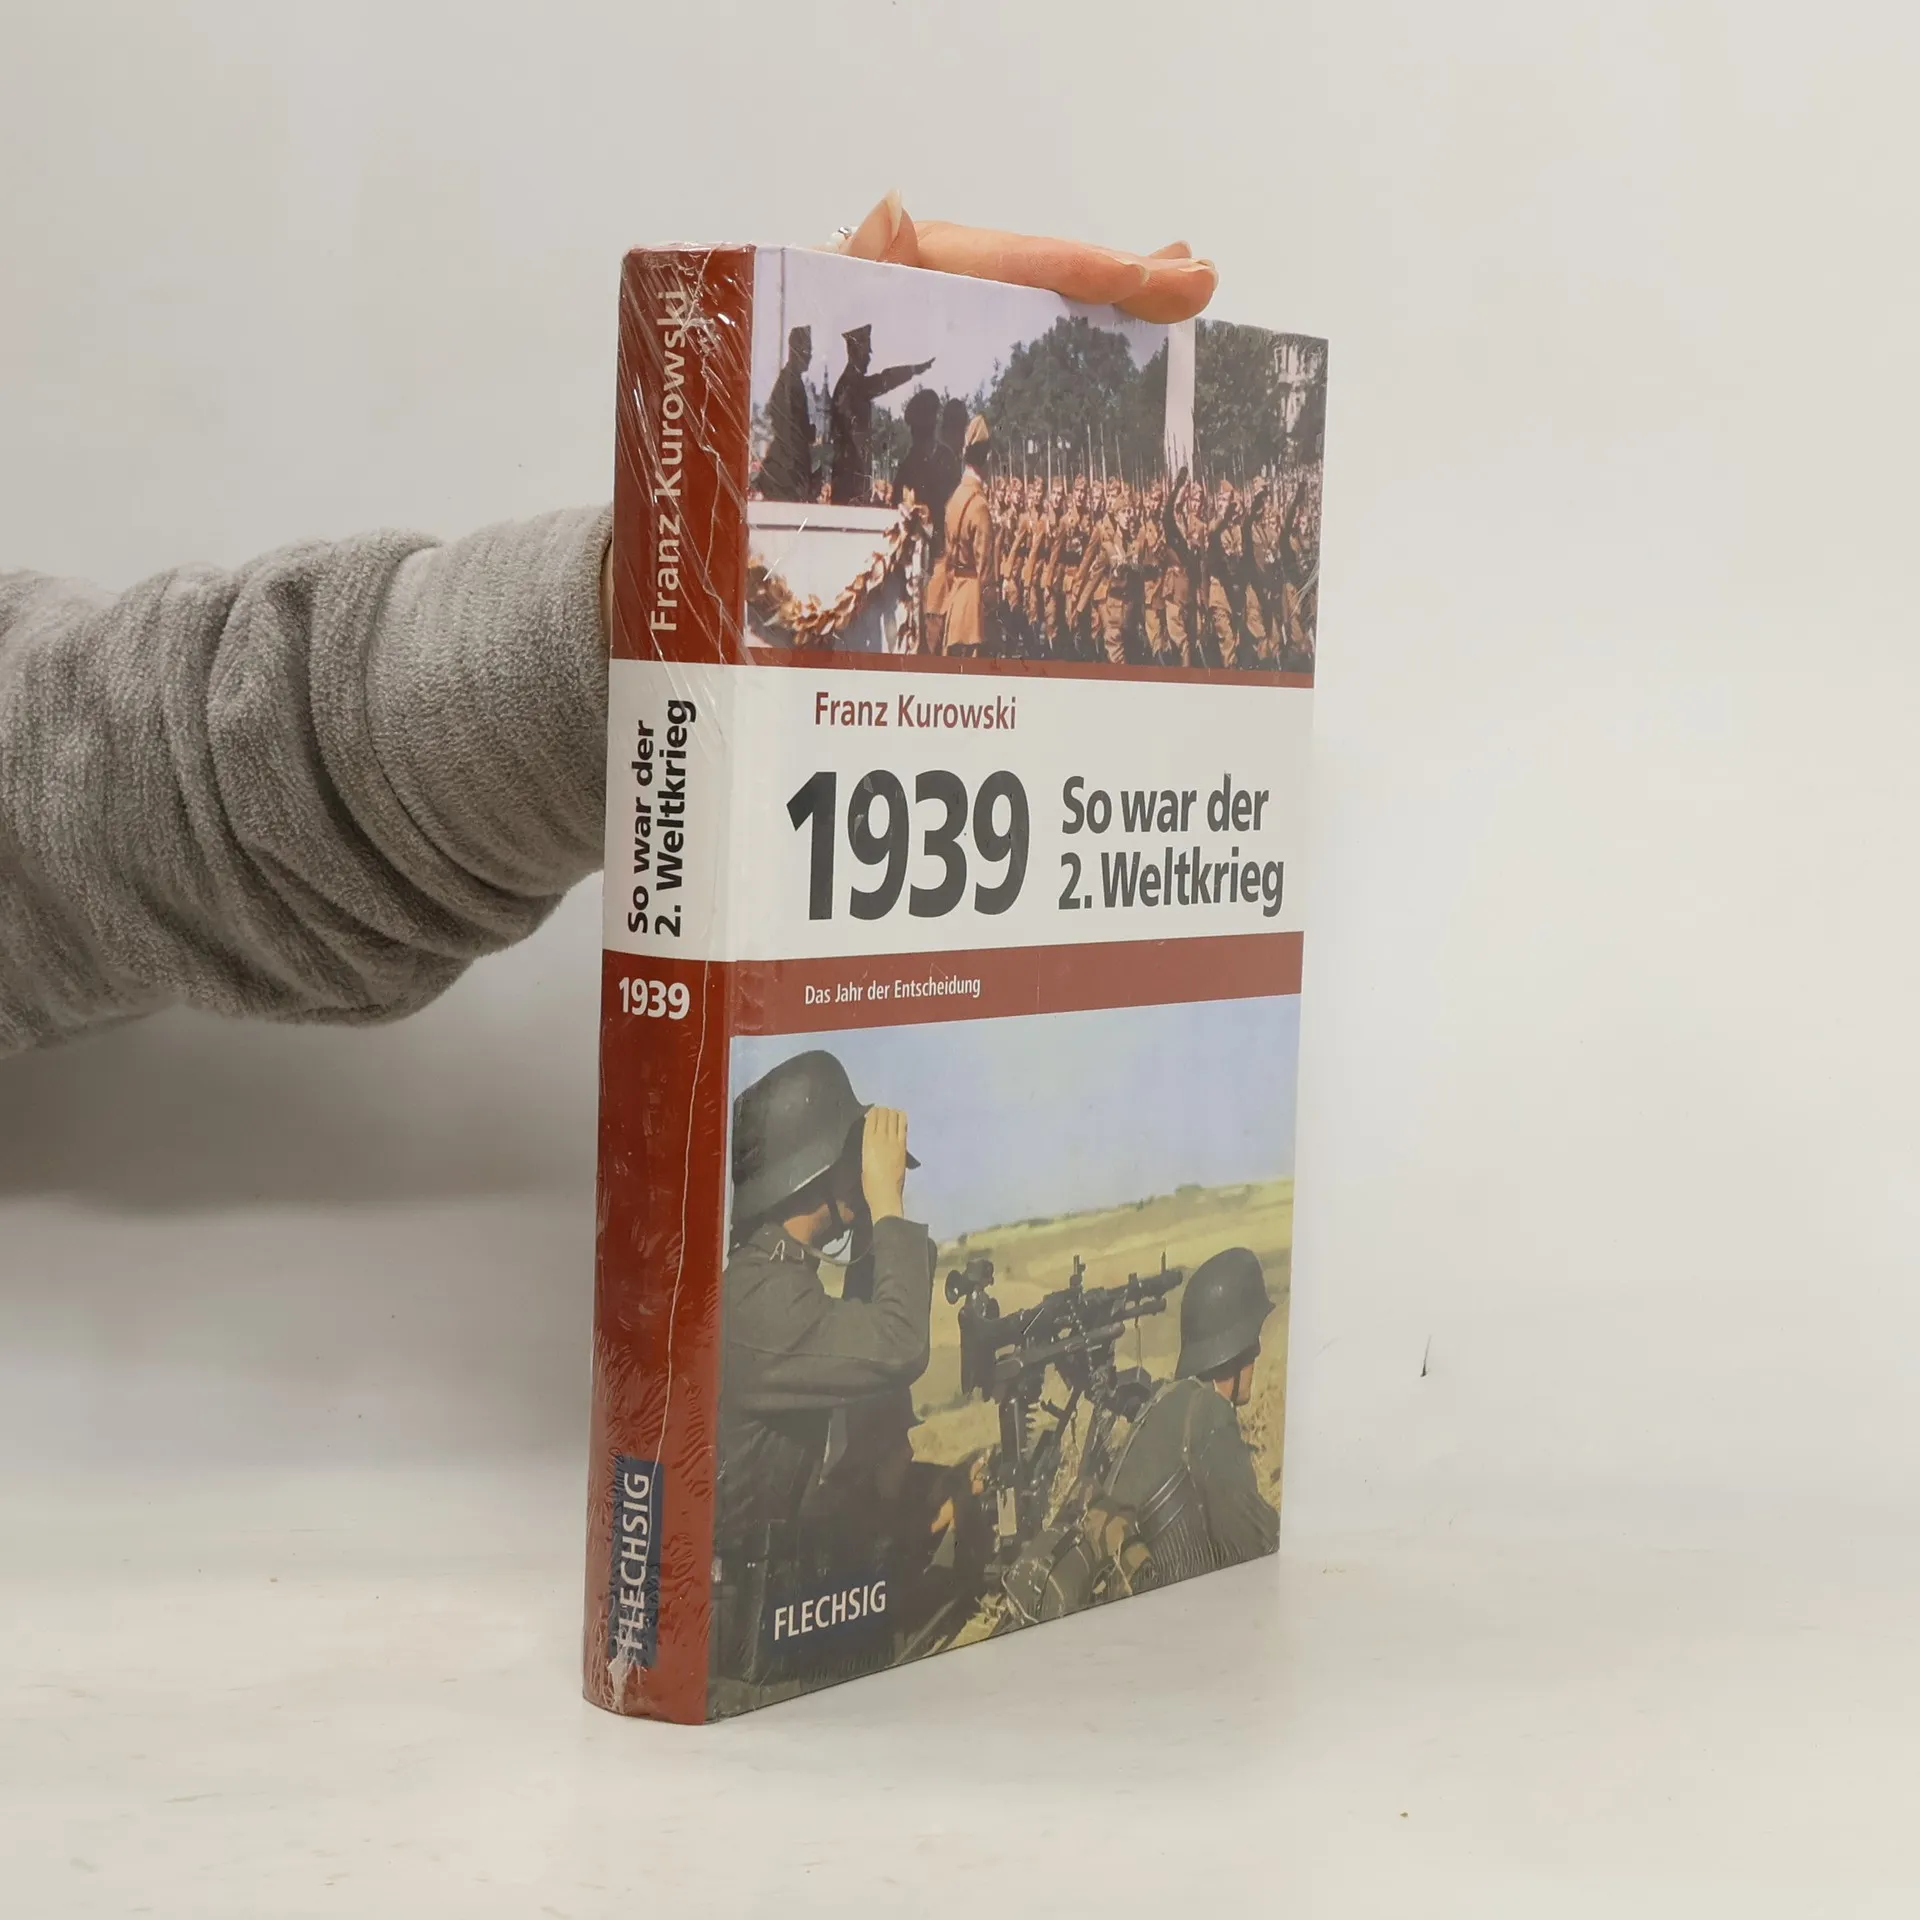 Franz Kurowski
So war der
2. Weltkrieg
1939
FLECHSIG
Franz Kurowski
1939
So war der
2. Weltkrieg
Das Jahr der Entscheidung
FLECHSIG